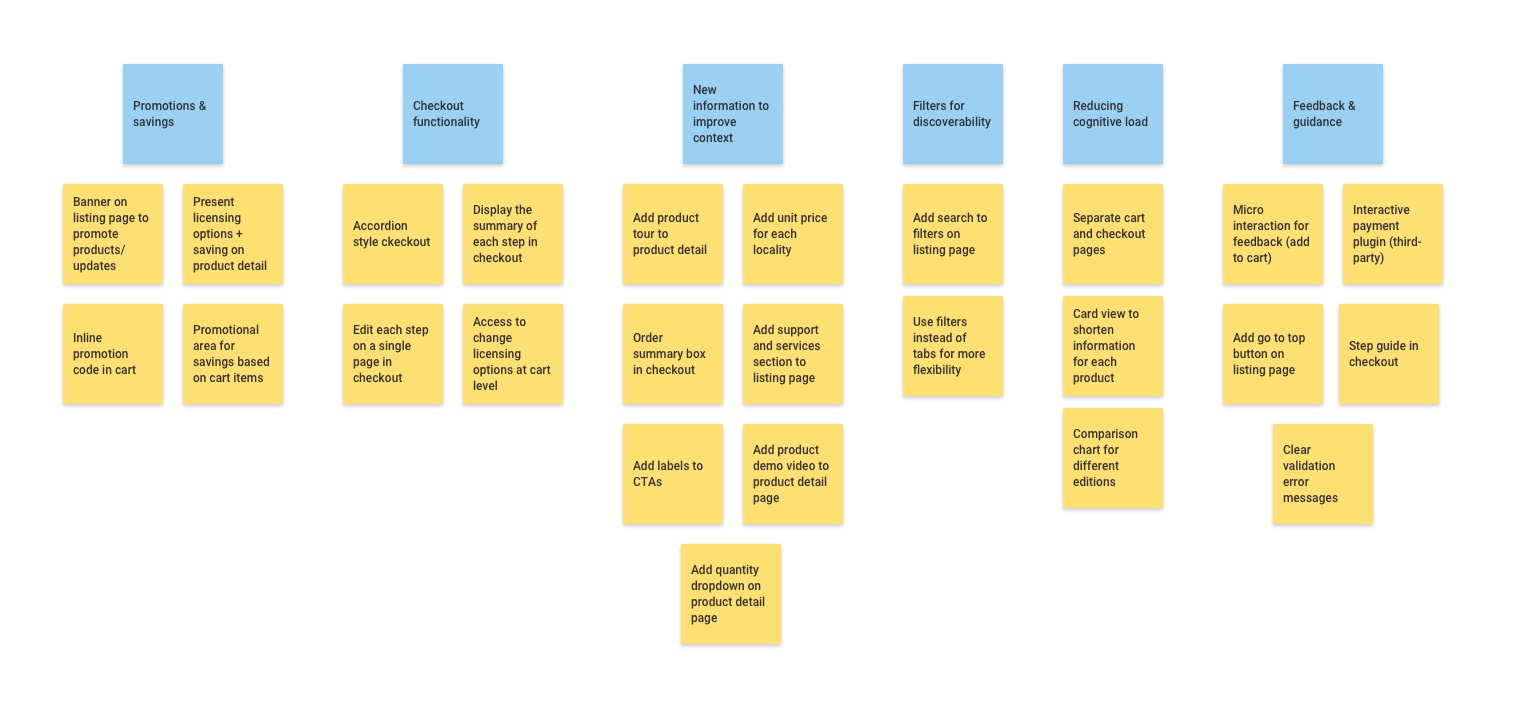 Promotions &
savings
Checkout
functionality
New
information to
improve
context
Filters for
discoverability
Reducing
cognitive load
Feedback &
guidance
Banner on
listing page to
promote
products/
updates
Present
licensing
options +
saving on
product detail
Inline
promotion
code in cart
Promotional
area for
savings based
on cart items
Accordion
style ckeckout
Display the
summary of
each step in
checkout
Edit each step
on a single
page in
checkout
Access to
change
licensing
options at cart
level
Add product
tour to
product detail
Add unit price
for each
locality
Order
summary box
in checkout
Add support
and services
section to
listing page
Add labels to
CTAs
Add product
demo video to
product detail
page
Add quantity
dropdown on
product detail
page
Add search to
filters on
listing page
Use filters
instead of
tabs for more
flexibility
Separate cart
and checkout
pages
Card view to
shorten
information
for each
product
Comparison
chart for
different
editions
Micro
interaction for
feedback (add
to cart)
Interactive
payment
plugin (third-
party)
Add go to top
button on
listing page
Step guide in
checkout
Clear
validation
error
messages